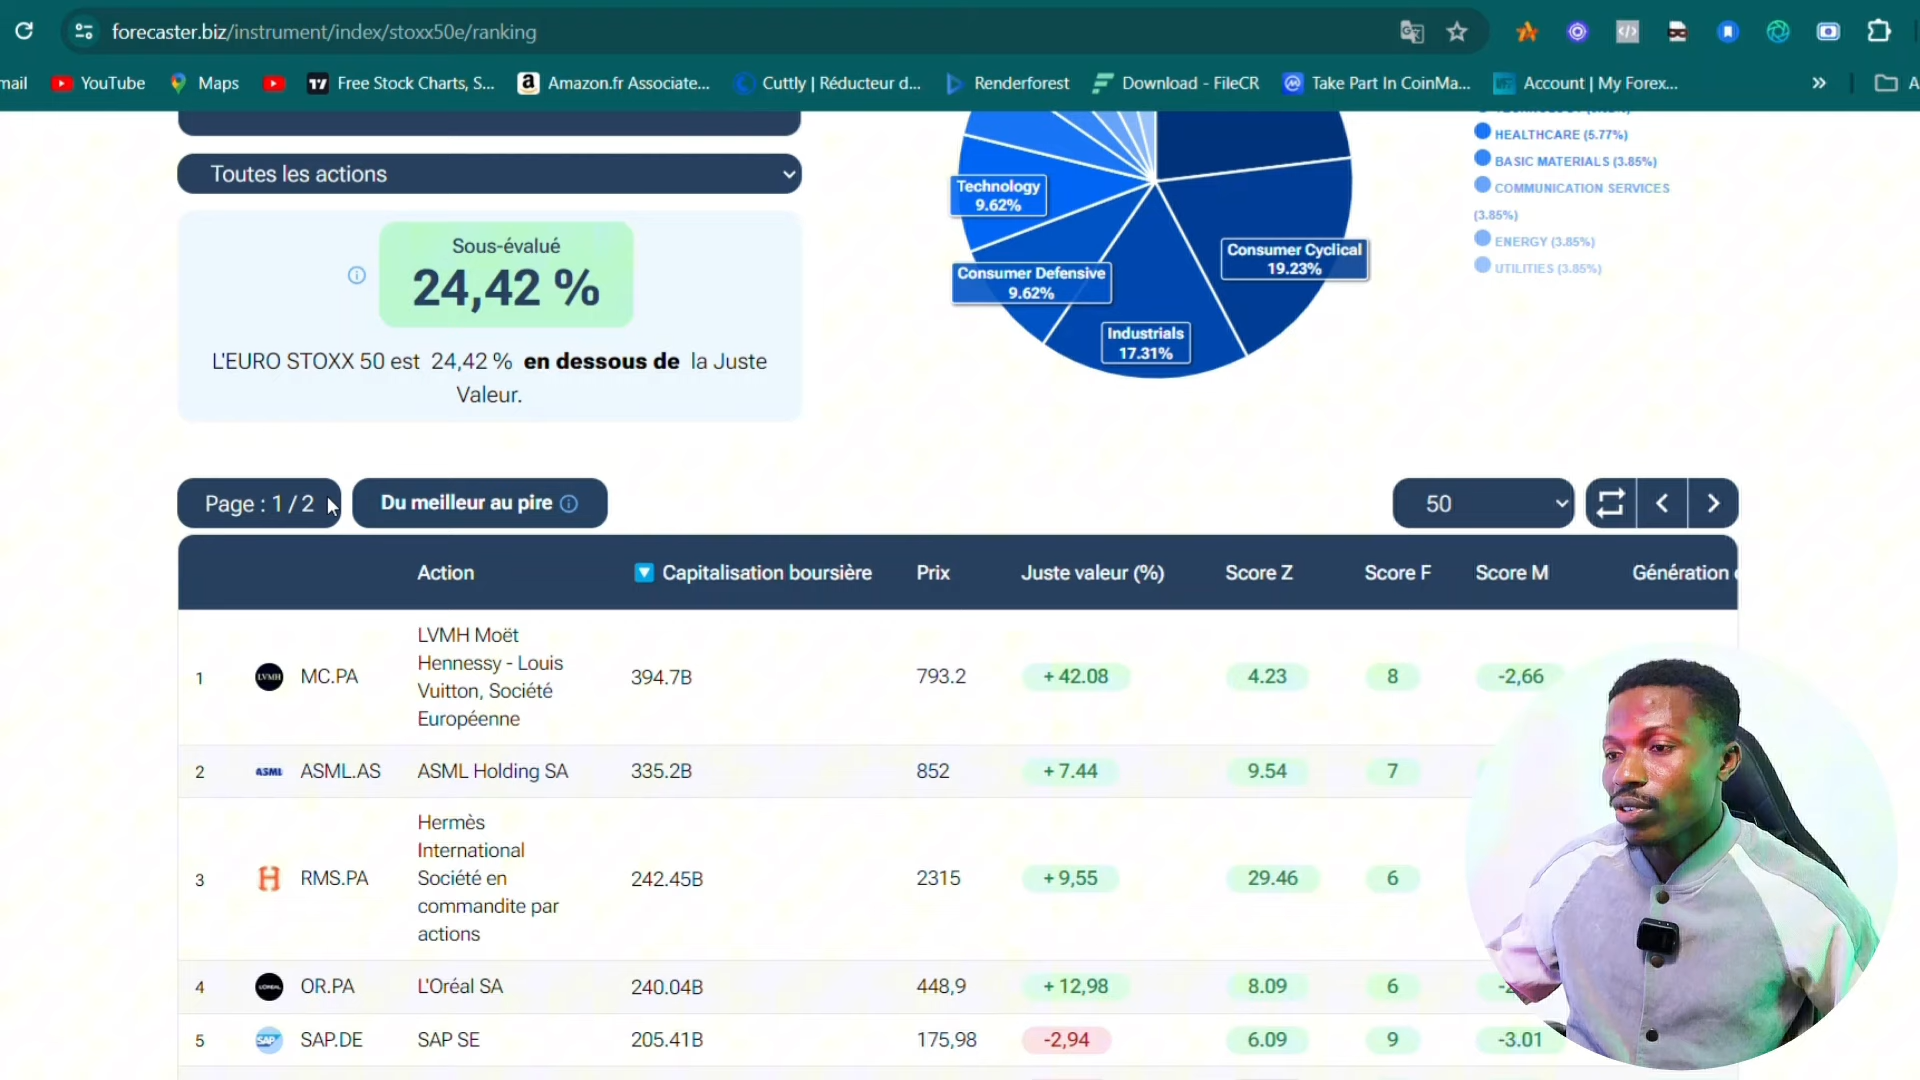 forecaster.biz/instrument/index/stoxx50e/ranking
mail
YouTube
Maps
Free Stock Charts, S...
Amazon.fr Associate...
Cuttly | Réducteur d...
Renderforest
Download - FileCR
Take Part In CoinMa...
Account | My Forex...
Toutes les actions
Sous-évalué
24,42 %
L'EURO STOXX 50 est 24,42 % en dessous de la Juste
Valeur.
Technology
9.62%
Consumer Defensive
9.62%
Industrials
17.31%
Consumer Cyclical
19.23%
HEALTHCARE (5.77%)
BASIC MATERIALS (3.85%)
COMMUNICATION SERVICES
(3.85%)
ENERGY (3.85%)
UTILITIES (3.85%)
Page : 1 / 2
Du meilleur au pire
50
Action Capitalisation boursière Prix Juste valeur (%) Score Z Score F Score M Génération
LVMH Moët
Hennessy - Louis
1 LVMH MC.PA Vuitton, Société 394.7B 793.2 + 42.08 4.23 8 -2,66
Européenne
2 ASML ASML.AS ASML Holding SA 335.2B 852 + 7.44 9.54 7
Hermès
International
3 H RMS.PA Société en 242.45B 2315 + 9,55 29.46 6
commandite par
actions
4 OR.PA L'Oréal SA 240.04B 448,9 + 12,98 8.09 6
5 SAP SAP.DE SAP SE 205.41B 175,98 -2,94 6.09 9 -3.01